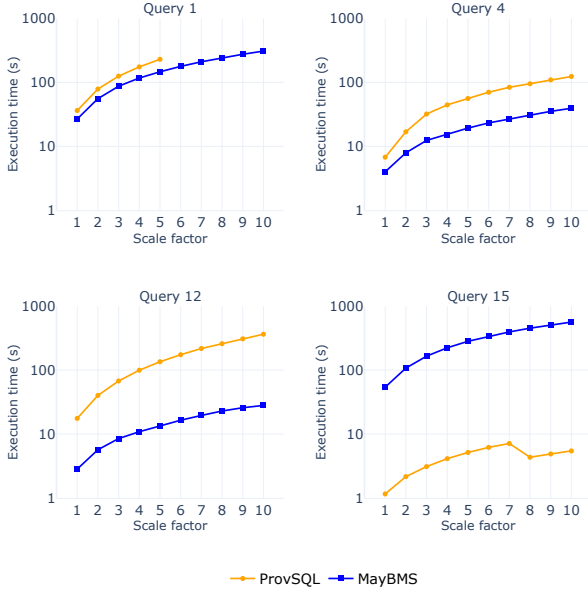 Query 1
Execution time (s)
1000
100
10
1
1 2 3 4 5 6 7 8 9 10
Scale factor
Query 4
Execution time (s)
1000
100
10
1
1 2 3 4 5 6 7 8 9 10
Scale factor
Query 12
Execution time (s)
1000
100
10
1
1 2 3 4 5 6 7 8 9 10
Scale factor
Query 15
Execution time (s)
1000
100
10
1
1 2 3 4 5 6 7 8 9 10
Scale factor
ProvSQL MayBMS